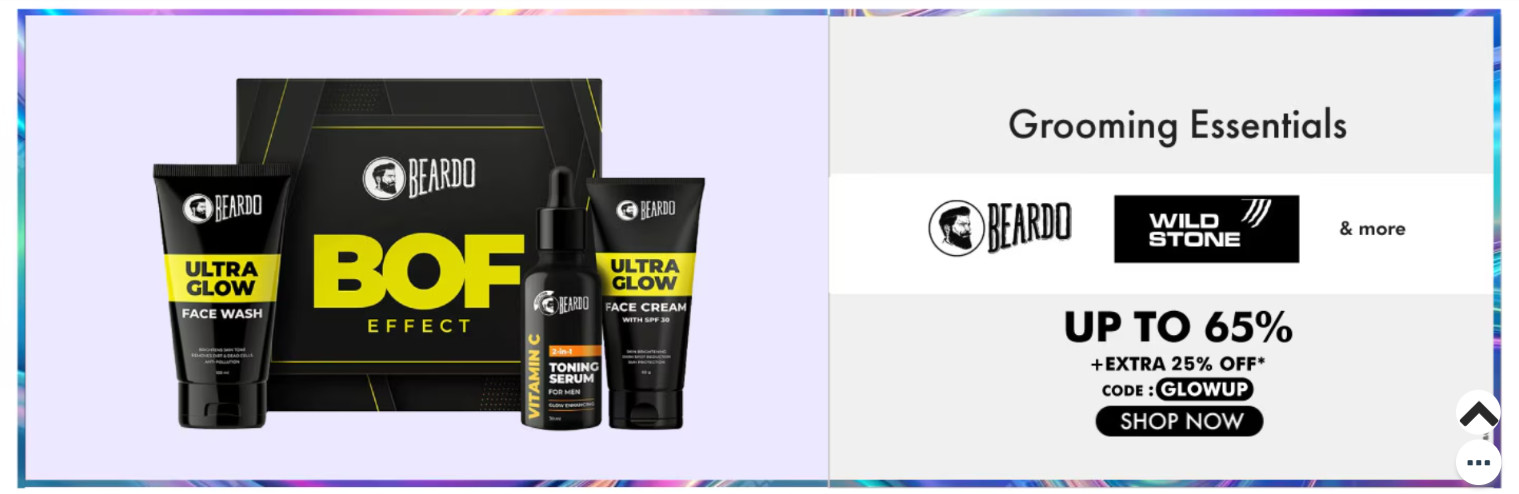 BEARDO
BOF
EFFECT
BEARDO
ULTRA
GLOW
FACE WASH
BEARDO
VITAMIN C
2-in-1
TONING
SERUM
FOR MEN
GLOW ENHANCING
BEARDO
ULTRA
GLOW
FACE CREAM
WITH SPF 30
Grooming Essentials
BEARDO
WILD
STONE
& more
UP TO 65%
+EXTRA 25% OFF*
CODE : GLOWUP
SHOP NOW